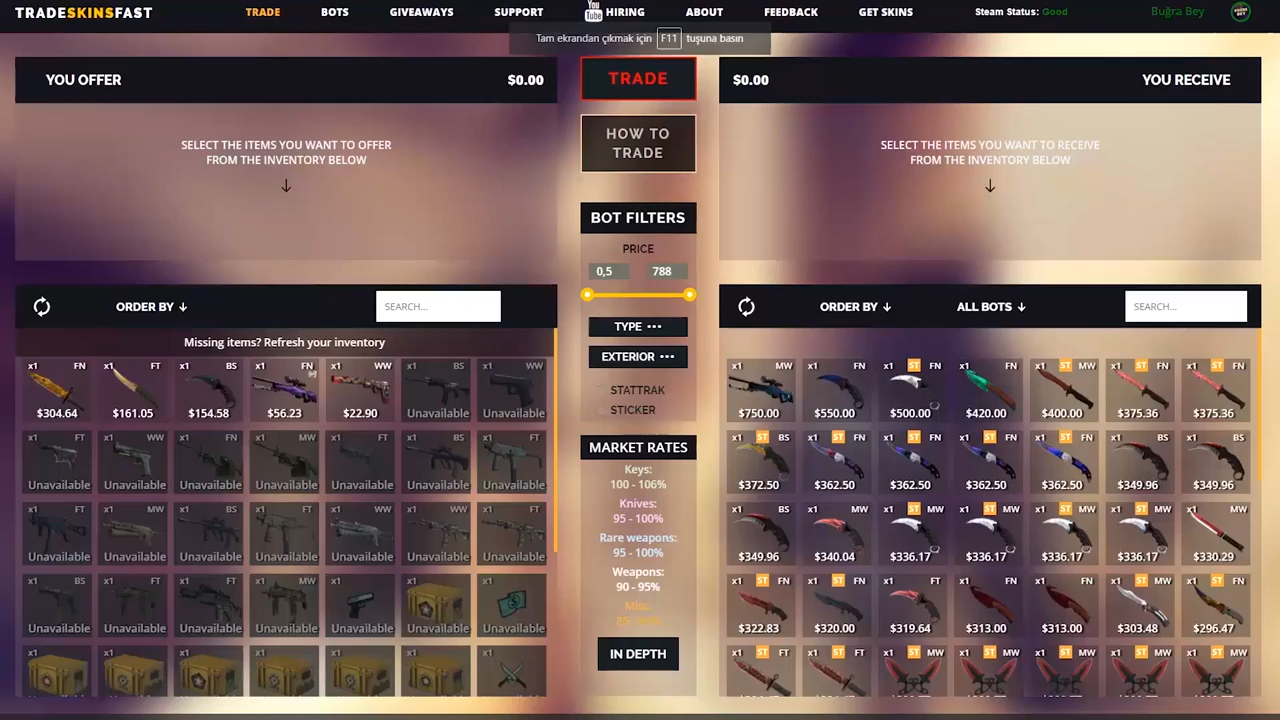 TRADESKINSFAST
TRADE BOTS GIVEAWAYS SUPPORT You Tube HIRING ABOUT FEEDBACK GET SKINS Steam Status: Good Buğra Bey
Tam ekrandan çıkmak için F11 tuşuna basın
YOU OFFER $0.00
SELECT THE ITEMS YOU WANT TO OFFER
FROM THE INVENTORY BELOW
↓
TRADE
HOW TO
TRADE
$0.00 YOU RECEIVE
SELECT THE ITEMS YOU WANT TO RECEIVE
FROM THE INVENTORY BELOW
↓
BOT FILTERS
PRICE
0,5 788
TYPE •••
EXTERIOR •••
STATTRAK
STICKER
MARKET RATES
Keys:
100 - 106%
Knives:
95 - 100%
Rare weapons:
95 - 100%
Weapons:
90 - 95%
Misc:
IN DEPTH
ORDER BY ↓ SEARCH...
Missing items? Refresh your inventory
x1 FN x1 FT x1 BS x1 FN x1 WW x1 BS x1 WW
$304.64 $161.05 $154.58 $56.23 $22.90 Unavailable Unavailable
x1 FT x1 WW x1 FN x1 MW x1 FT x1 BS x1 FT
Unavailable Unavailable Unavailable Unavailable Unavailable Unavailable Unavailable
x1 FT x1 MW x1 BS x1 FT x1 WW x1 WW x1 FT
Unavailable Unavailable Unavailable Unavailable Unavailable Unavailable Unavailable
x1 BS x1 FT x1 FT x1 MW x1 x1 x1
Unavailable Unavailable Unavailable Unavailable Unavailable Unavailable Unavailable
x1 x1 x1 x1 x1 x1 x1
ORDER BY ↓ ALL BOTS ↓ SEARCH...
x1 MW x1 FN x1 ST FN x1 FN x1 ST MW x1 ST FN x1 ST FN
$750.00 $550.00 $500.00 $420.00 $400.00 $375.36 $375.36
x1 ST BS x1 ST FN x1 ST FN x1 ST FN x1 ST FN x1 BS x1 BS
$372.50 $362.50 $362.50 $362.50 $362.50 $349.96 $349.96
x1 BS x1 MW x1 ST MW x1 ST MW x1 ST MW x1 ST MW x1 MW
$349.96 $340.04 $336.17 $336.17 $336.17 $336.17 $330.29
x1 ST FN x1 ST FN x1 FT x1 FN x1 FN x1 ST MW x1 ST FN
$322.83 $320.00 $319.64 $313.00 $313.00 $303.48 $296.47
x1 ST FT x1 ST FT x1 ST MW x1 ST MW x1 ST MW x1 ST MW x1 ST MW